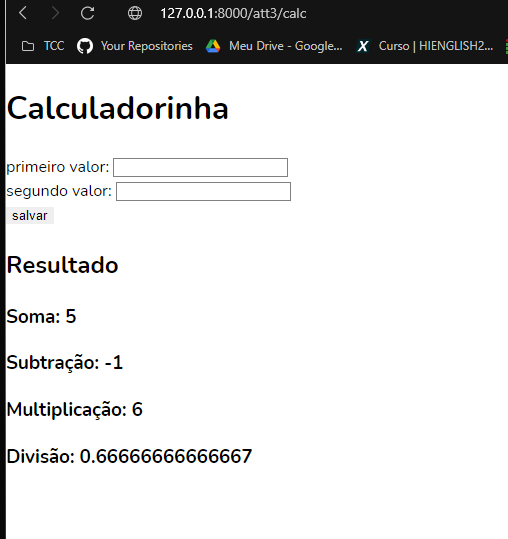 127.0.0.1:8000/att3/calc
TCC Your Repositories Meu Drive - Google... X Curso | HIENGLISH2...
Calculadorinha
primeiro valor:
segundo valor:
salvar
Resultado
Soma: 5
Subtração: -1
Multiplicação: 6
Divisão: 0.66666666666667